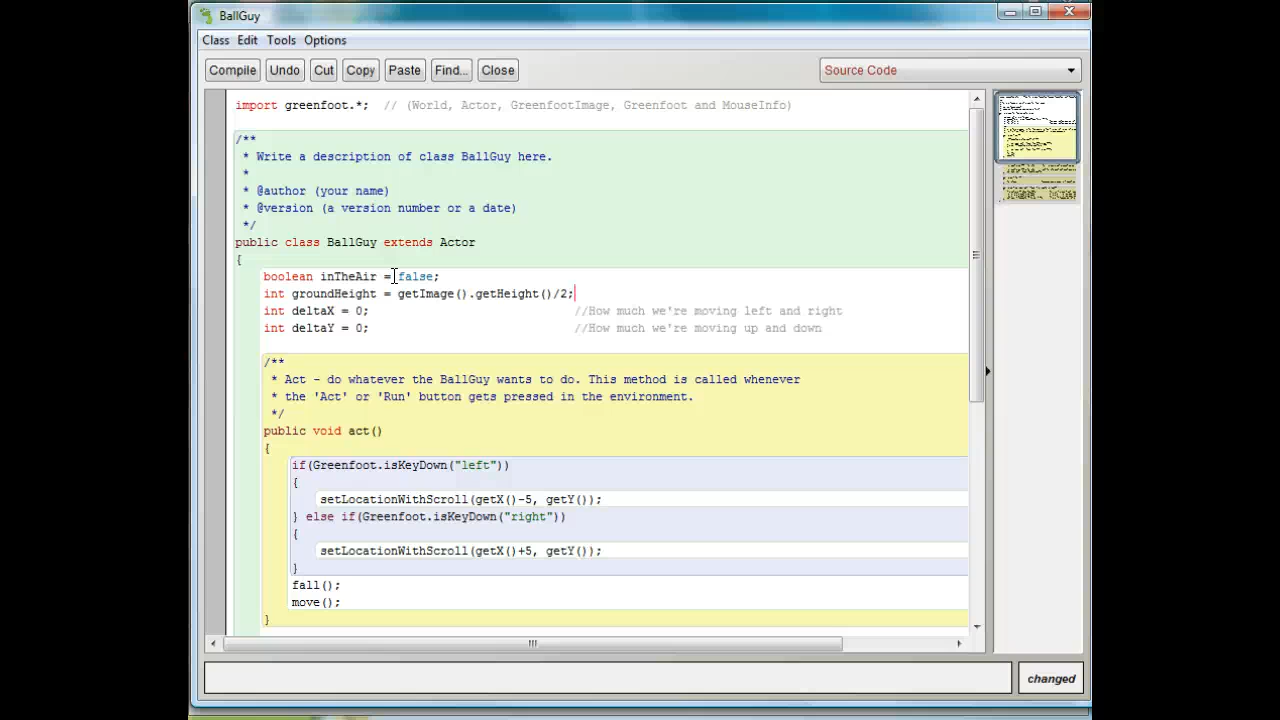 BallGuy
Class Edit Tools Options
Compile Undo Cut Copy Paste Find... Close Source Code
import greenfoot.*;  // (World, Actor, GreenfootImage, Greenfoot and MouseInfo)
/**
 * Write a description of class BallGuy here.
 *
 * @author (your name)
 * @version (a version number or a date)
 */
public class BallGuy extends Actor
{
boolean inTheAir = false;
int groundHeight = getImage().getHeight()/2;
int deltaX = 0; //How much we're moving left and right
int deltaY = 0; //How much we're moving up and down
/**
 * Act - do whatever the BallGuy wants to do. This method is called whenever
 * the 'Act' or 'Run' button gets pressed in the environment.
 */
public void act()
{
if(Greenfoot.isKeyDown("left"))
{
setLocationWithScroll(getX()-5, getY());
} else if(Greenfoot.isKeyDown("right"))
{
setLocationWithScroll(getX()+5, getY());
}
fall();
move();
}
changed